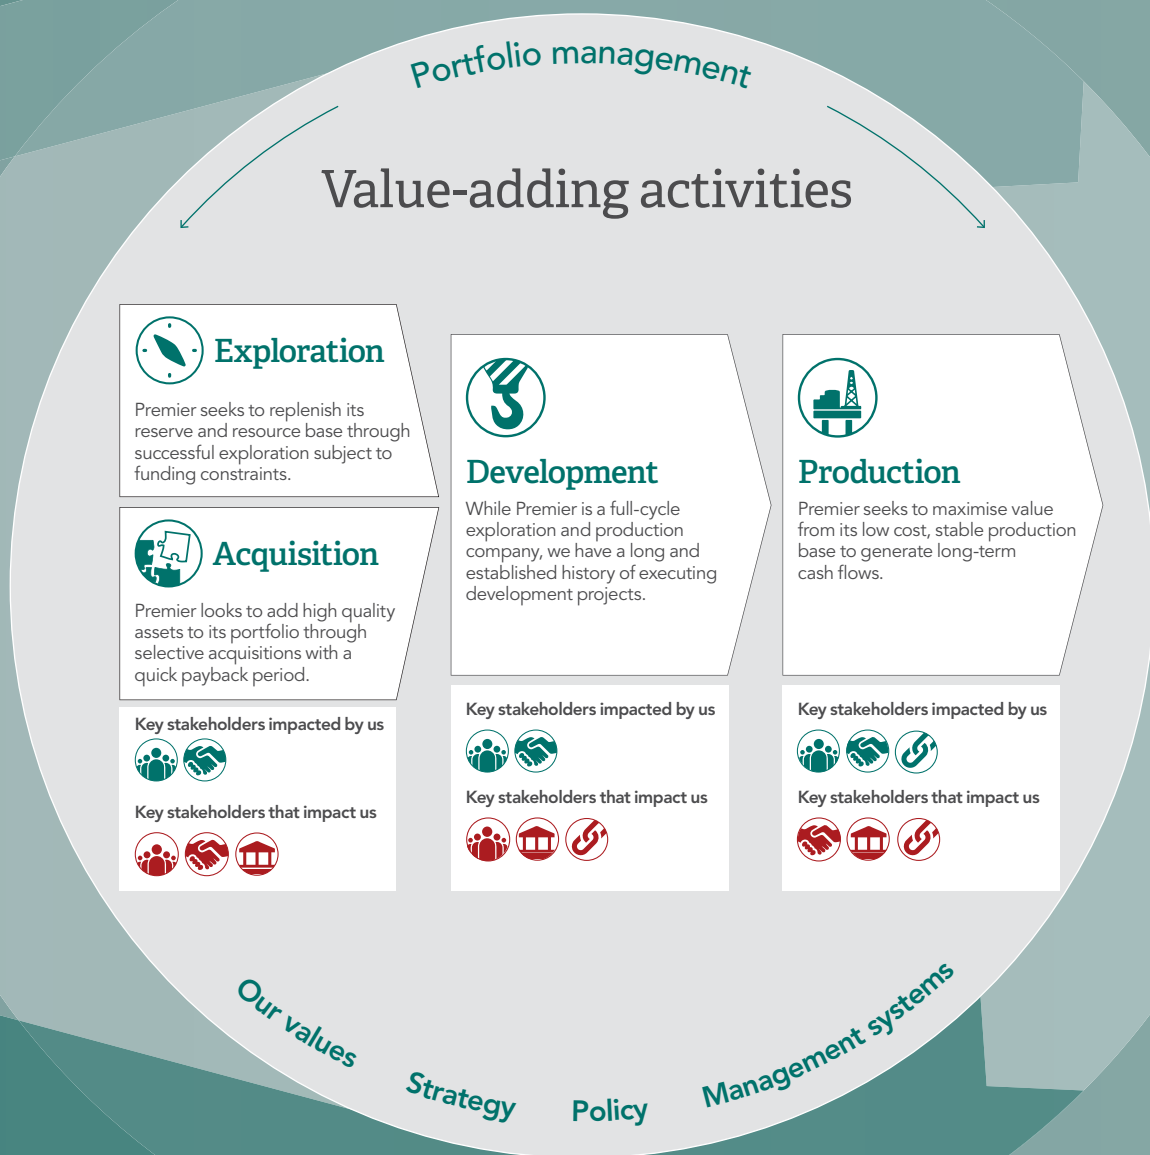 Portfolio management
Value-adding activities
Exploration
Premier seeks to replenish its
reserve and resource base through
successful exploration subject to
funding constraints.
Acquisition
Premier looks to add high quality
assets to its portfolio through
selective acquisitions with a
quick payback period.
Key stakeholders impacted by us
Key stakeholders that impact us
Development
While Premier is a full-cycle
exploration and production
company, we have a long and
established history of executing
development projects.
Key stakeholders impacted by us
Key stakeholders that impact us
Production
Premier seeks to maximise value
from its low cost, stable production
base to generate long-term
cash flows.
Key stakeholders impacted by us
Key stakeholders that impact us
Our values
Strategy
Policy
Management systems